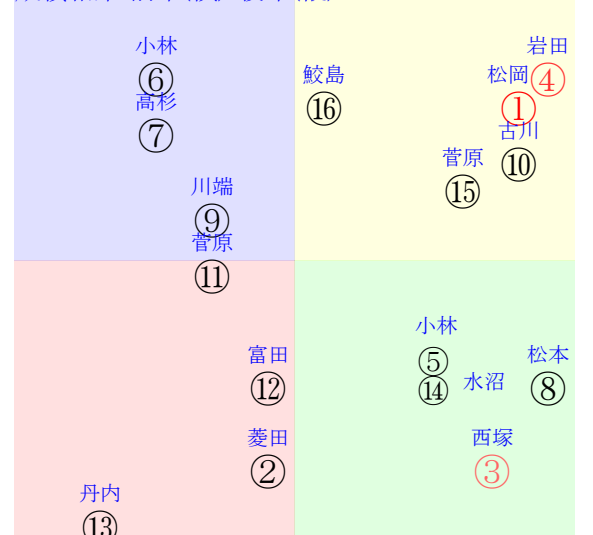 小林
岩田
鮫島
松岡
⑥
④
高杉
⑯
①
古川
⑦
菅原
⑩
川端
⑮
⑨
菅原
⑪
小林
富田
⑤
松本
⑫
⑭
水沼
⑧
菱田
西塚
②
③
丹内
⑬